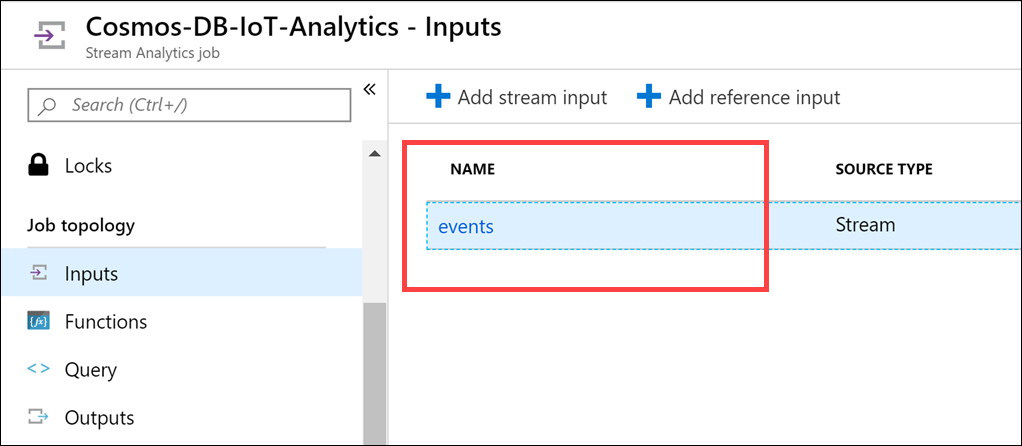 Cosmos-DB-IoT-Analytics - Inputs
Stream Analytics job
Search (Ctrl+/)
«
Locks
Job topology
Inputs
Functions
Query
Outputs
Add stream input
Add reference input
NAME
SOURCE TYPE
events
Stream